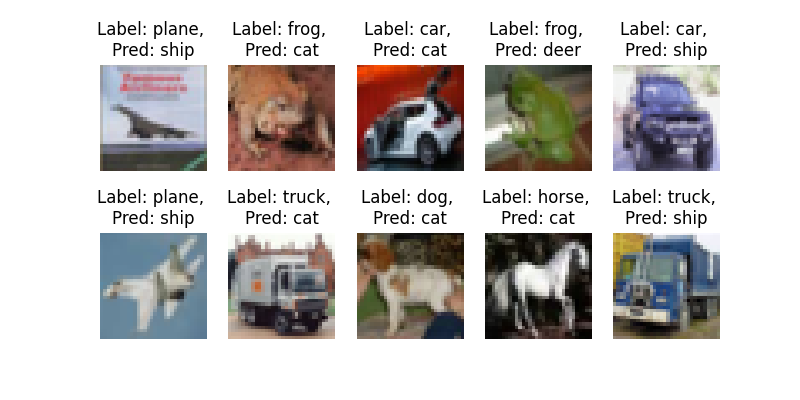 Label: plane,
Pred: ship
Label: frog,
Pred: cat
Label: car,
Pred: cat
Label: frog,
Pred: deer
Label: car,
Pred: ship
Label: plane,
Pred: ship
Label: truck,
Pred: cat
Label: dog,
Pred: cat
Label: horse,
Pred: cat
Label: truck,
Pred: ship